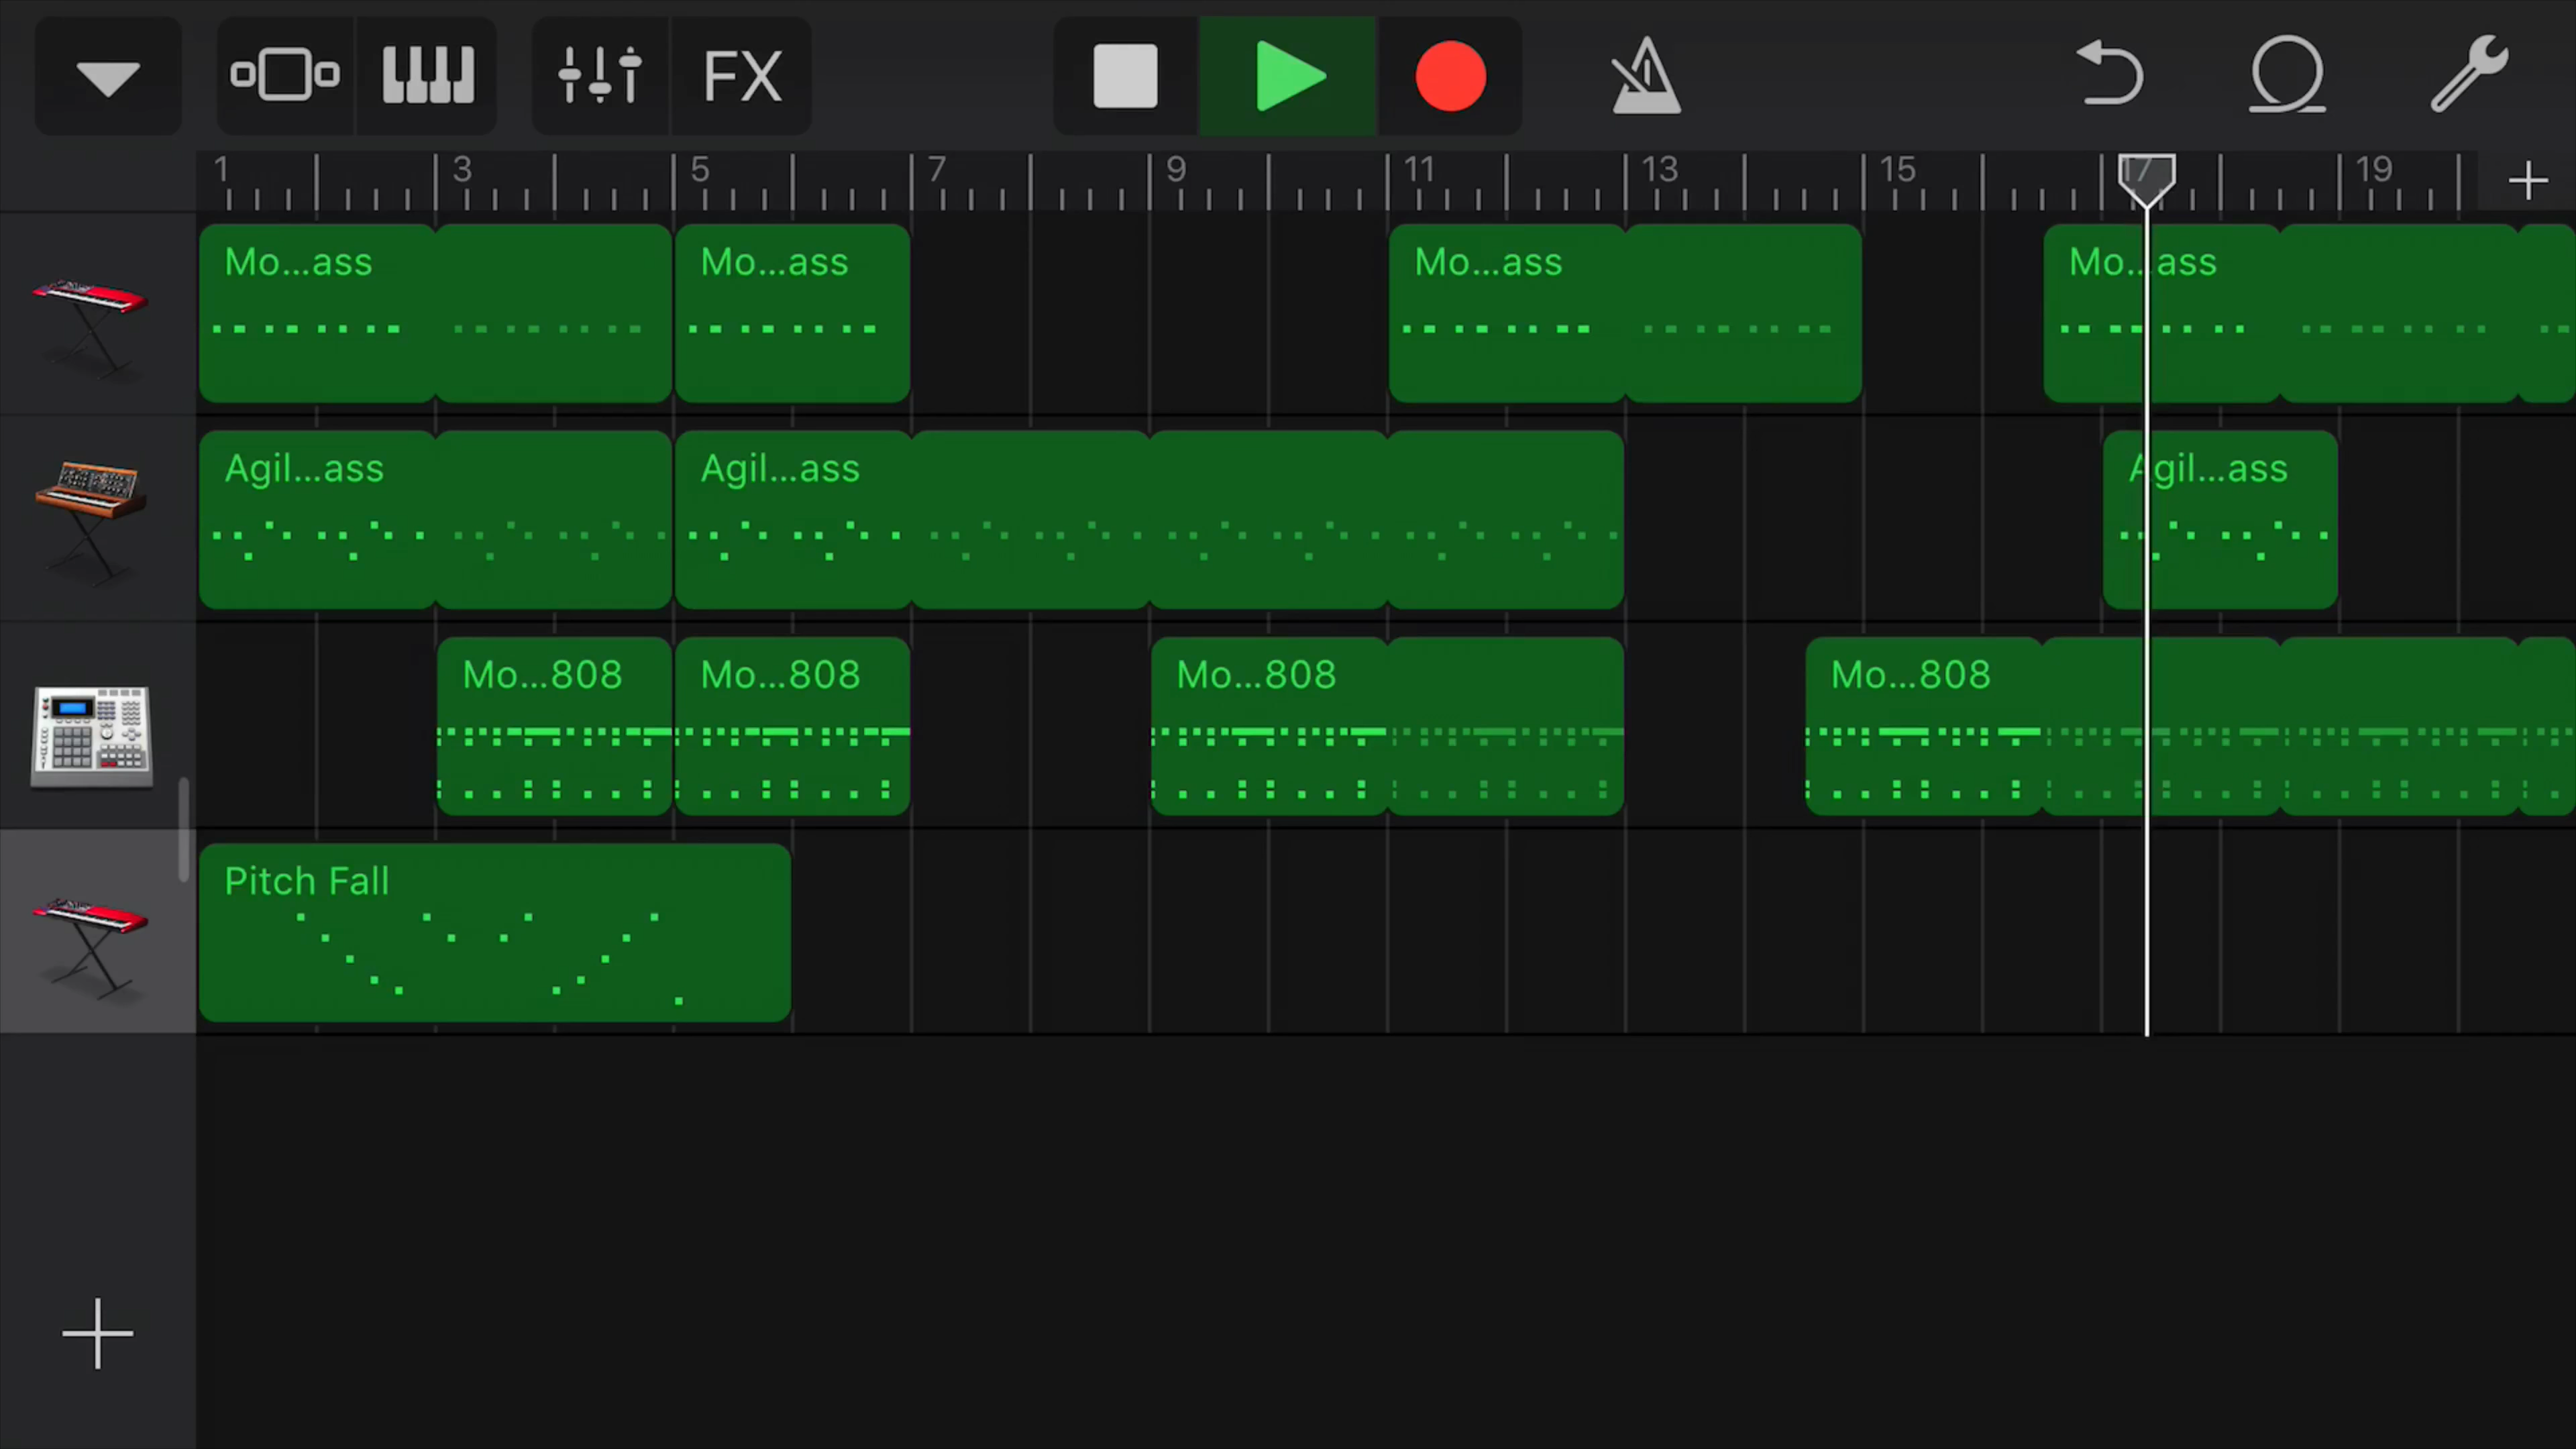 FX
1 3 5 7 9 11 13 15 17 19
Mo...ass Mo...ass Mo...ass Mo...ass
Agil...ass Agil...ass Agil...ass
Mo...808 Mo...808 Mo...808 Mo...808
Pitch Fall